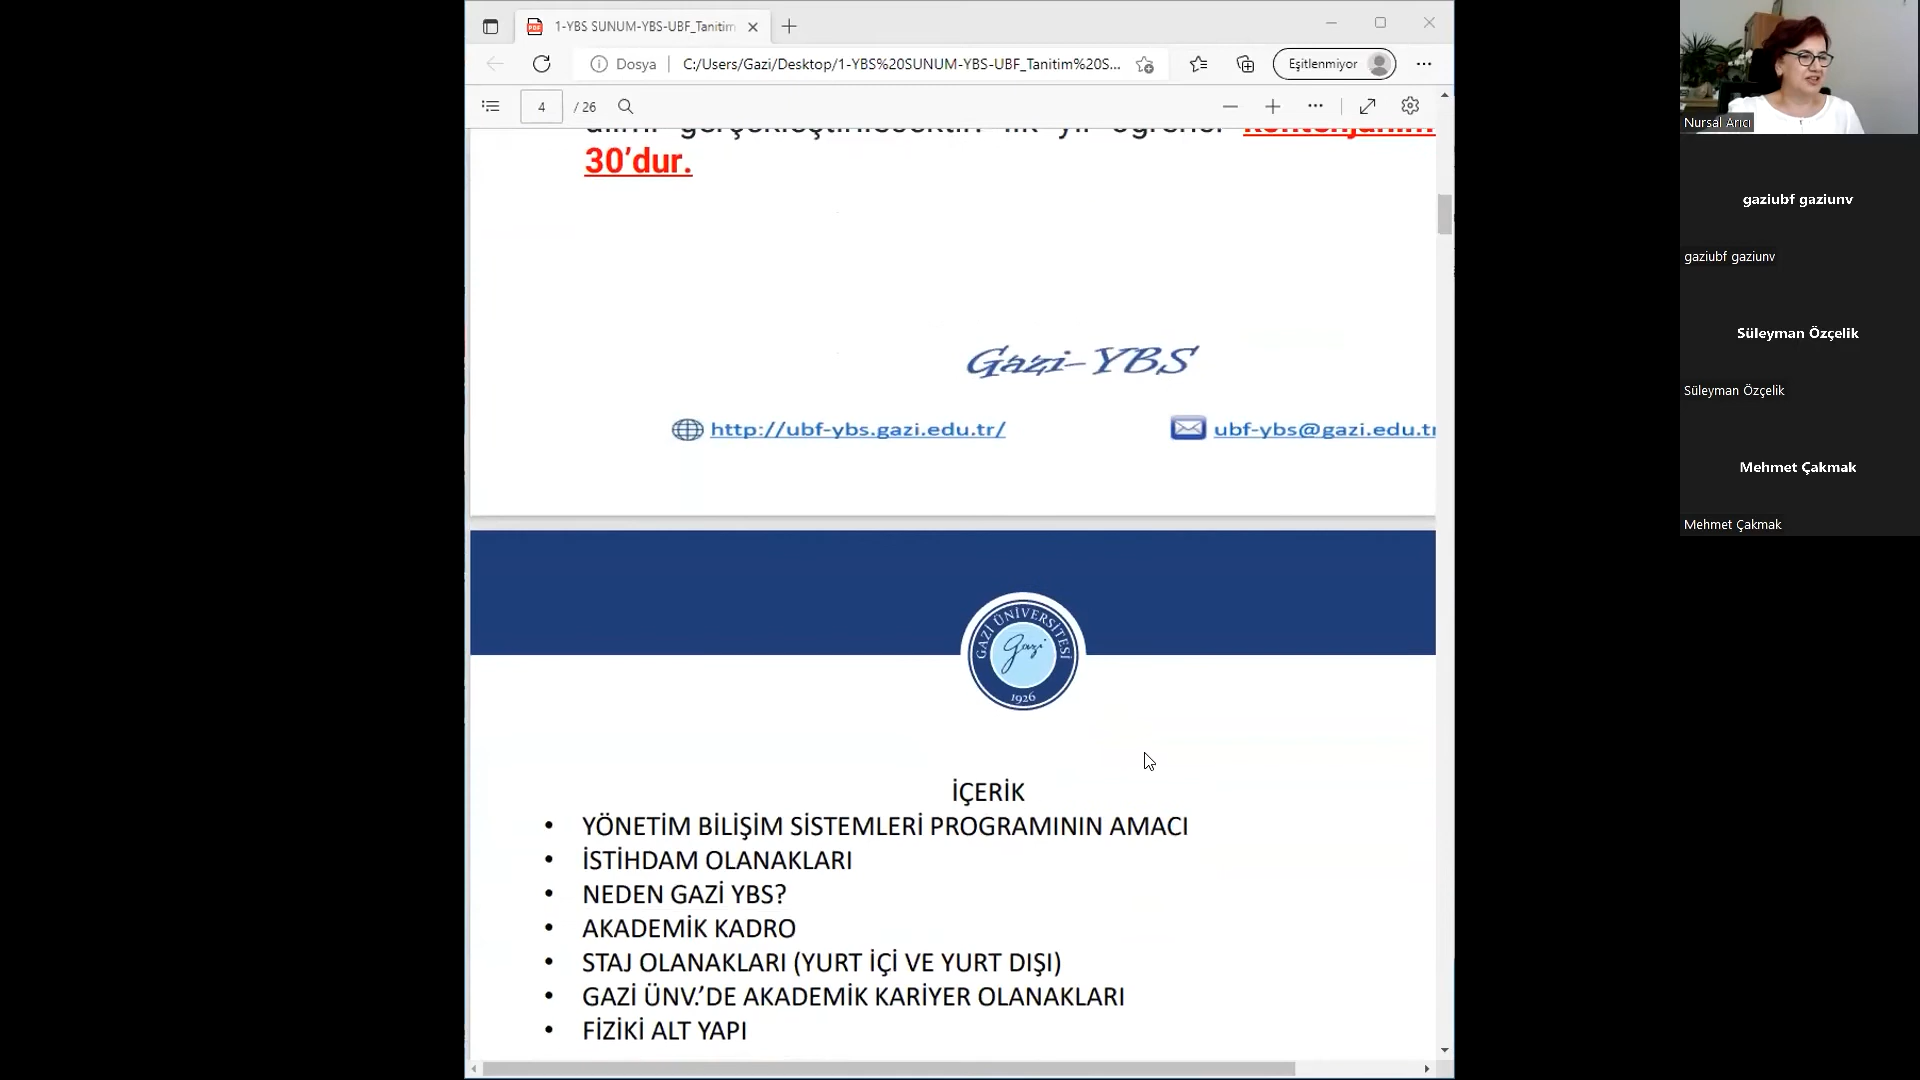 1-YBS SUNUM-YBS-UBF_Tanitim
Dosya
C:/Users/Gazi/Desktop/1-YBS%20SUNUM-YBS-UBF_Tanitim%20S...
Eşitlenmiyor
4 / 26
30’dur.
Gazi-YBS
http://ubf-ybs.gazi.edu.tr/
ubf-ybs@gazi.edu.tr
GAZİ ÜNİVERSİTESİ
gazi
1926
İÇERİK
• YÖNETİM BİLİŞİM SİSTEMLERİ PROGRAMININ AMACI
• İSTİHDAM OLANAKLARI
• NEDEN GAZİ YBS?
• AKADEMİK KADRO
• STAJ OLANAKLARI (YURT İÇİ VE YURT DIŞI)
• GAZİ ÜNV.’DE AKADEMİK KARİYER OLANAKLARI
• FİZİKİ ALT YAPI
Nursal Arıcı
gaziubf gaziunv
gaziubf gaziunv
Süleyman Özçelik
Süleyman Özçelik
Mehmet Çakmak
Mehmet Çakmak